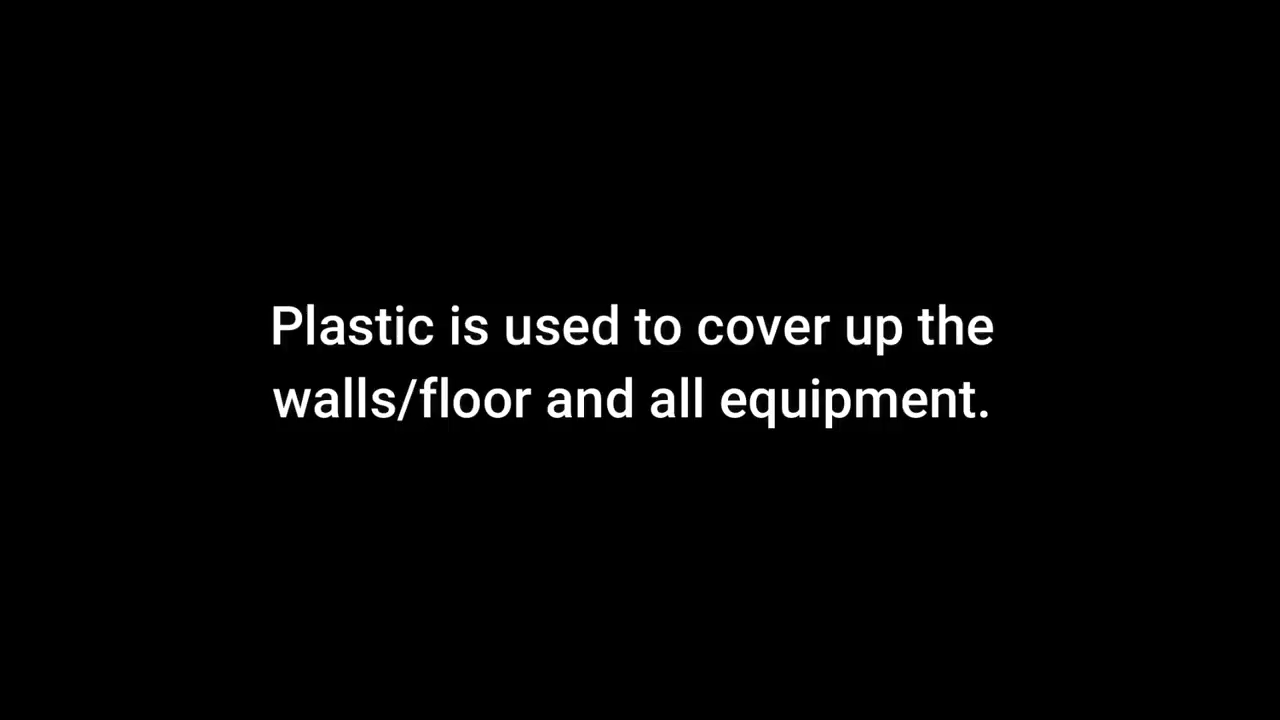 Plastic is used to cover up the
walls/floor and all equipment.